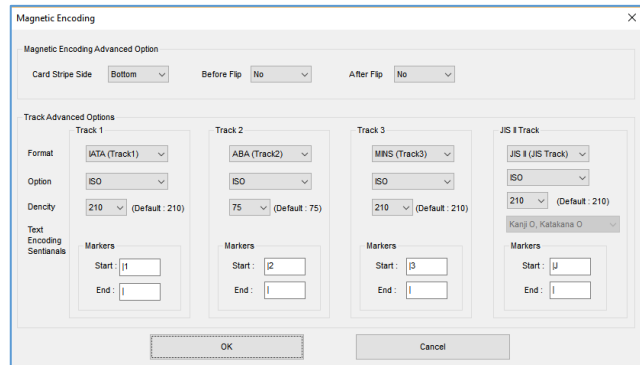 Magnetic Encoding
Magnetic Encoding Advanced Option
Card Stripe Side Bottom Before Flip No After Flip No
Track Advanced Options
Track 1 Track 2 Track 3 JIS II Track
Format IATA (Track1) ABA (Track2) MINS (Track3) JIS II (JIS Track)
Option ISO ISO ISO ISO
Dencity 210 (Default : 210) 75 (Default : 75) 210 (Default : 210) 210 (Default : 210)
Kanji O, Katakana O
Text
Encoding
Sentianals
Markers Markers Markers Markers
Start : |1 Start : |2 Start : |3 Start : |J
End : | End : | End : | End : |
OK Cancel